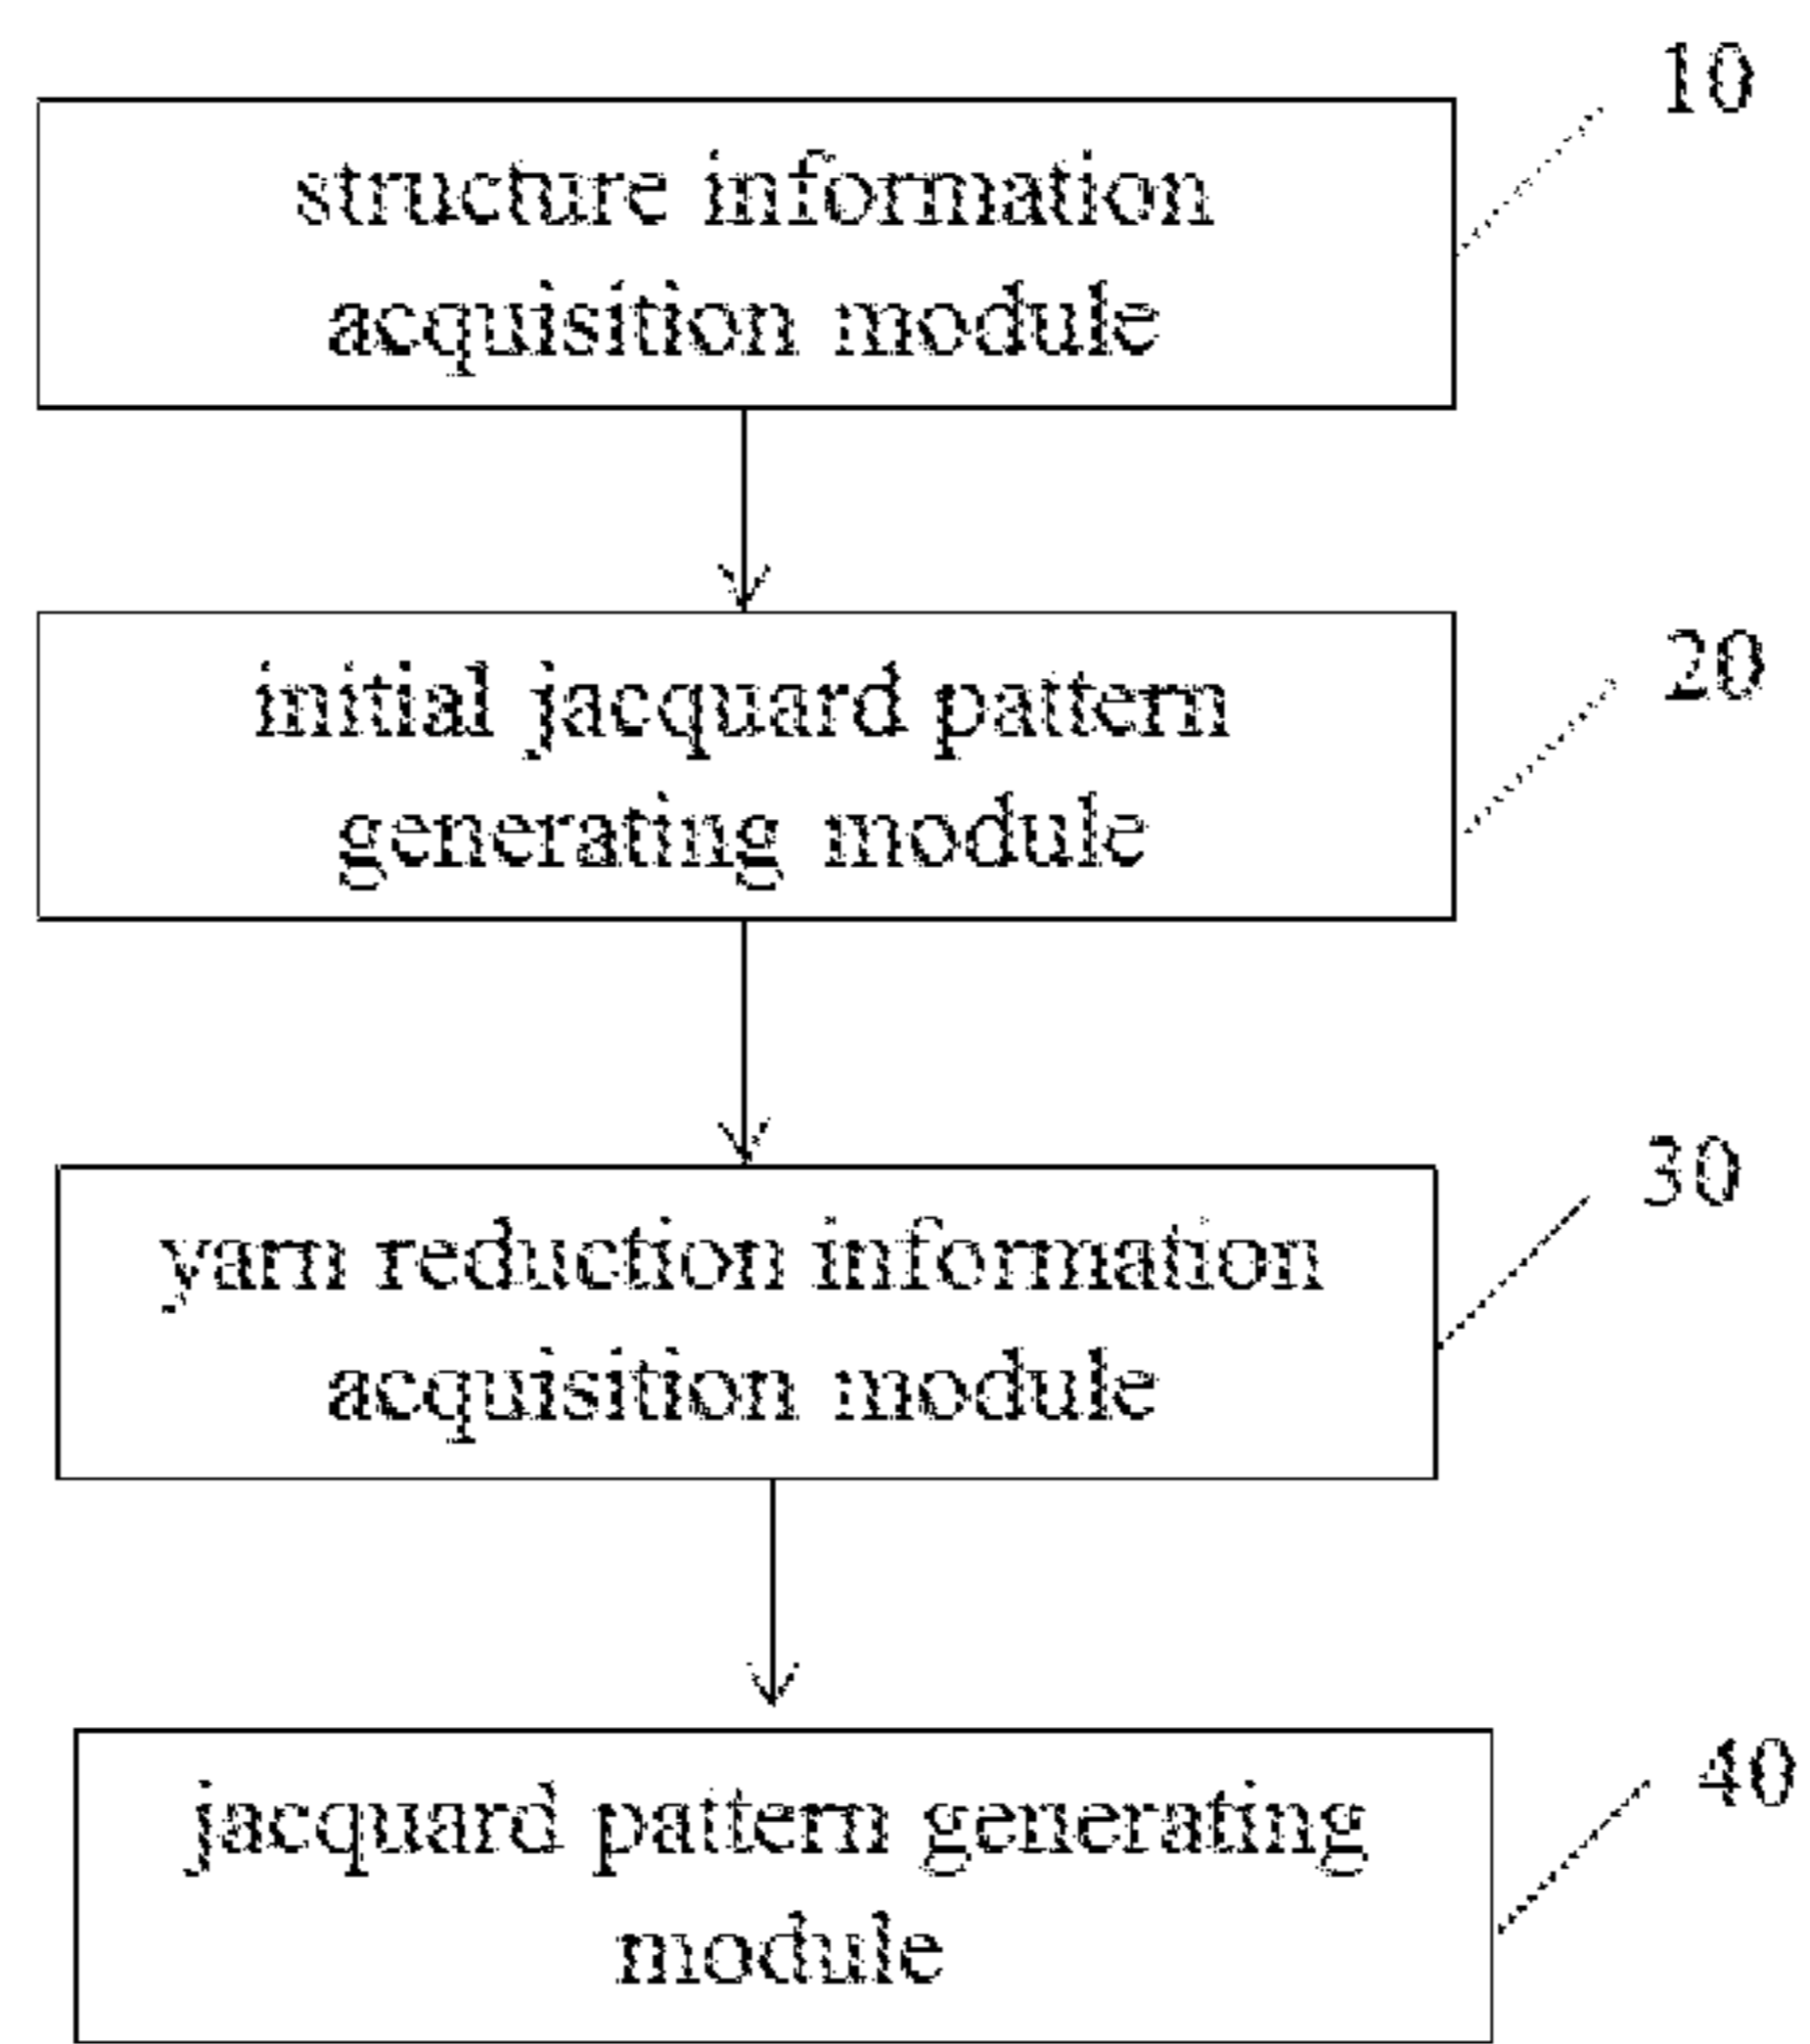 10
structure information
acquisition module
20
initial jacquard pattern
generating module
30
yarn reduction information
acquisition module
40
jacquard pattern generating
module